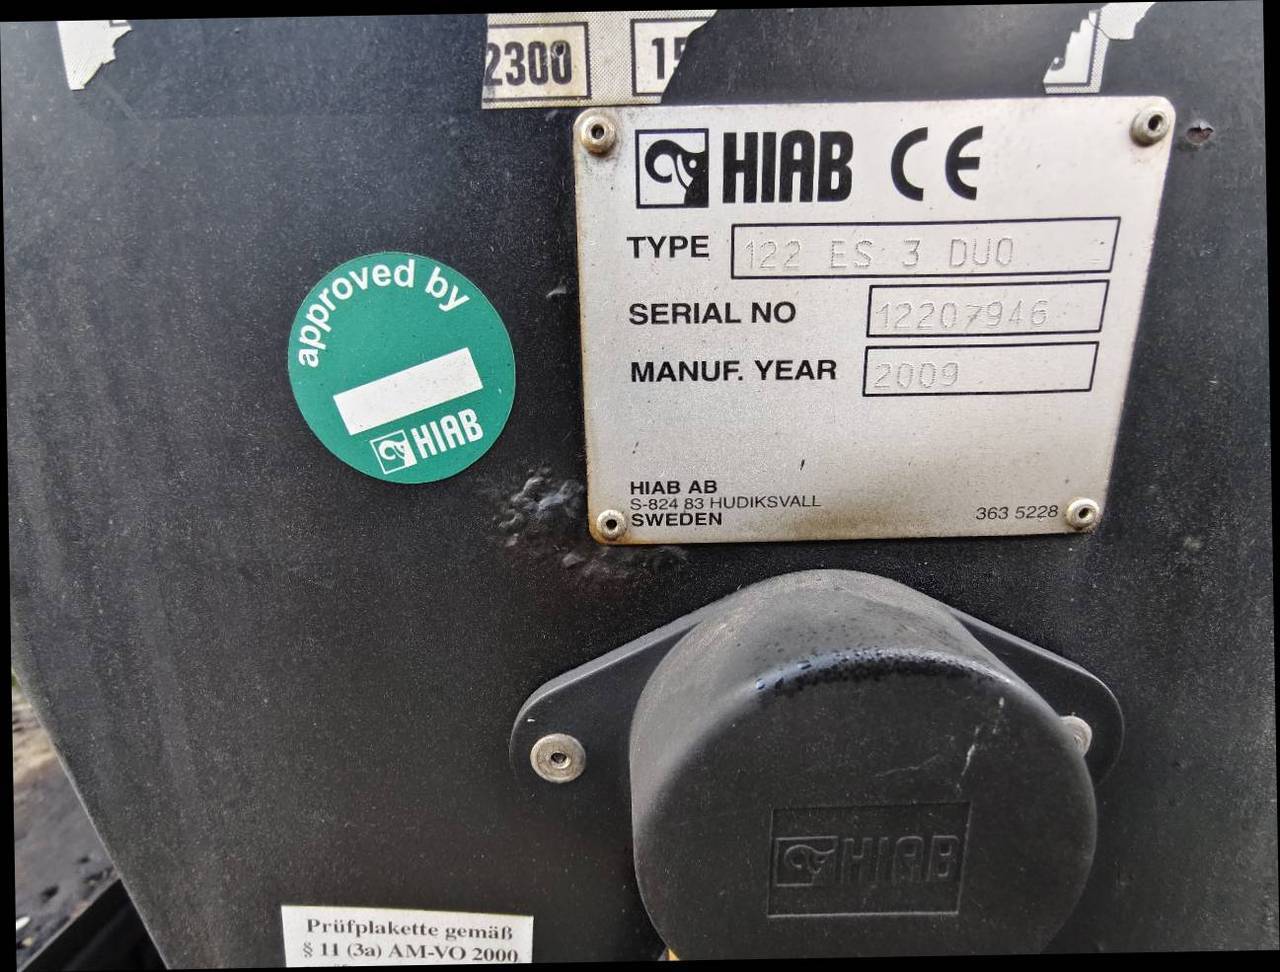 2300
HIAB CE
TYPE 122 ES 3 DUO
SERIAL NO 12207946
MANUF. YEAR 2009
HIAB AB
S-824 83 HUDIKSVALL
SWEDEN
363 5228
approved by
HIAB
HIAB
Prüfplakette gemäß
§ 11 (3a) AM-VO 2000